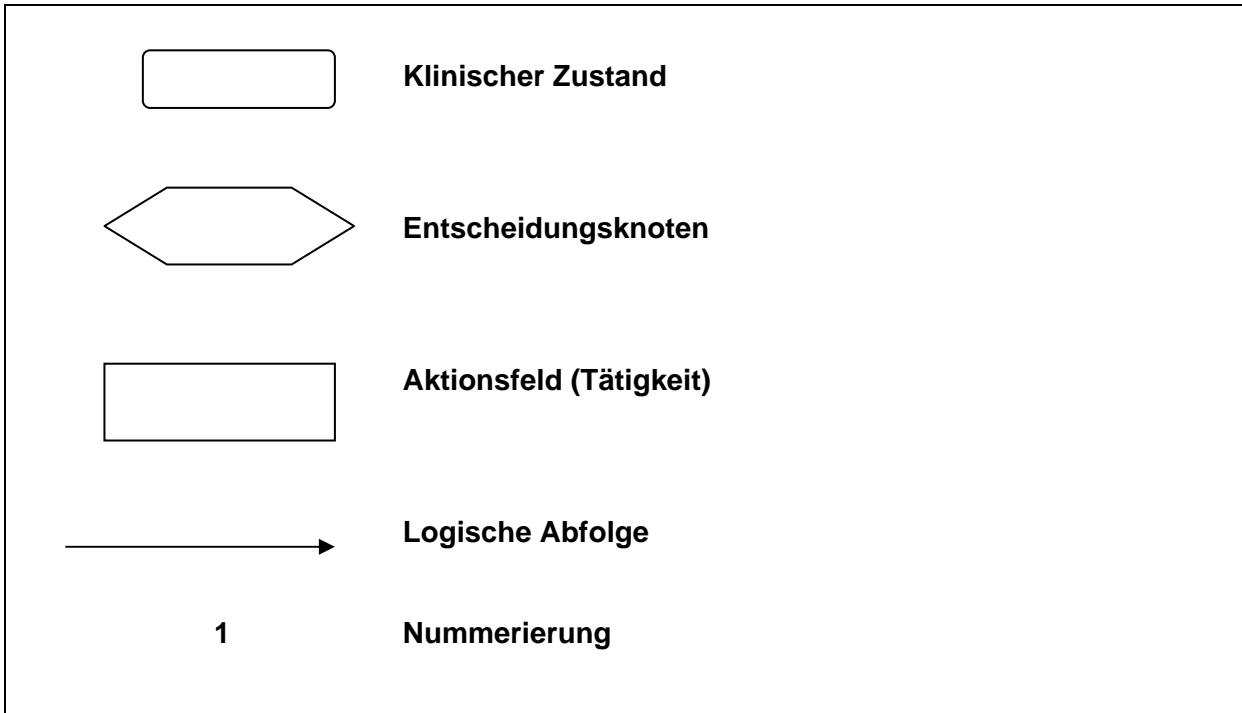 Klinischer Zustand
Entscheidungsknoten
Aktionsfeld (Tätigkeit)
Logische Abfolge
1 Nummerierung